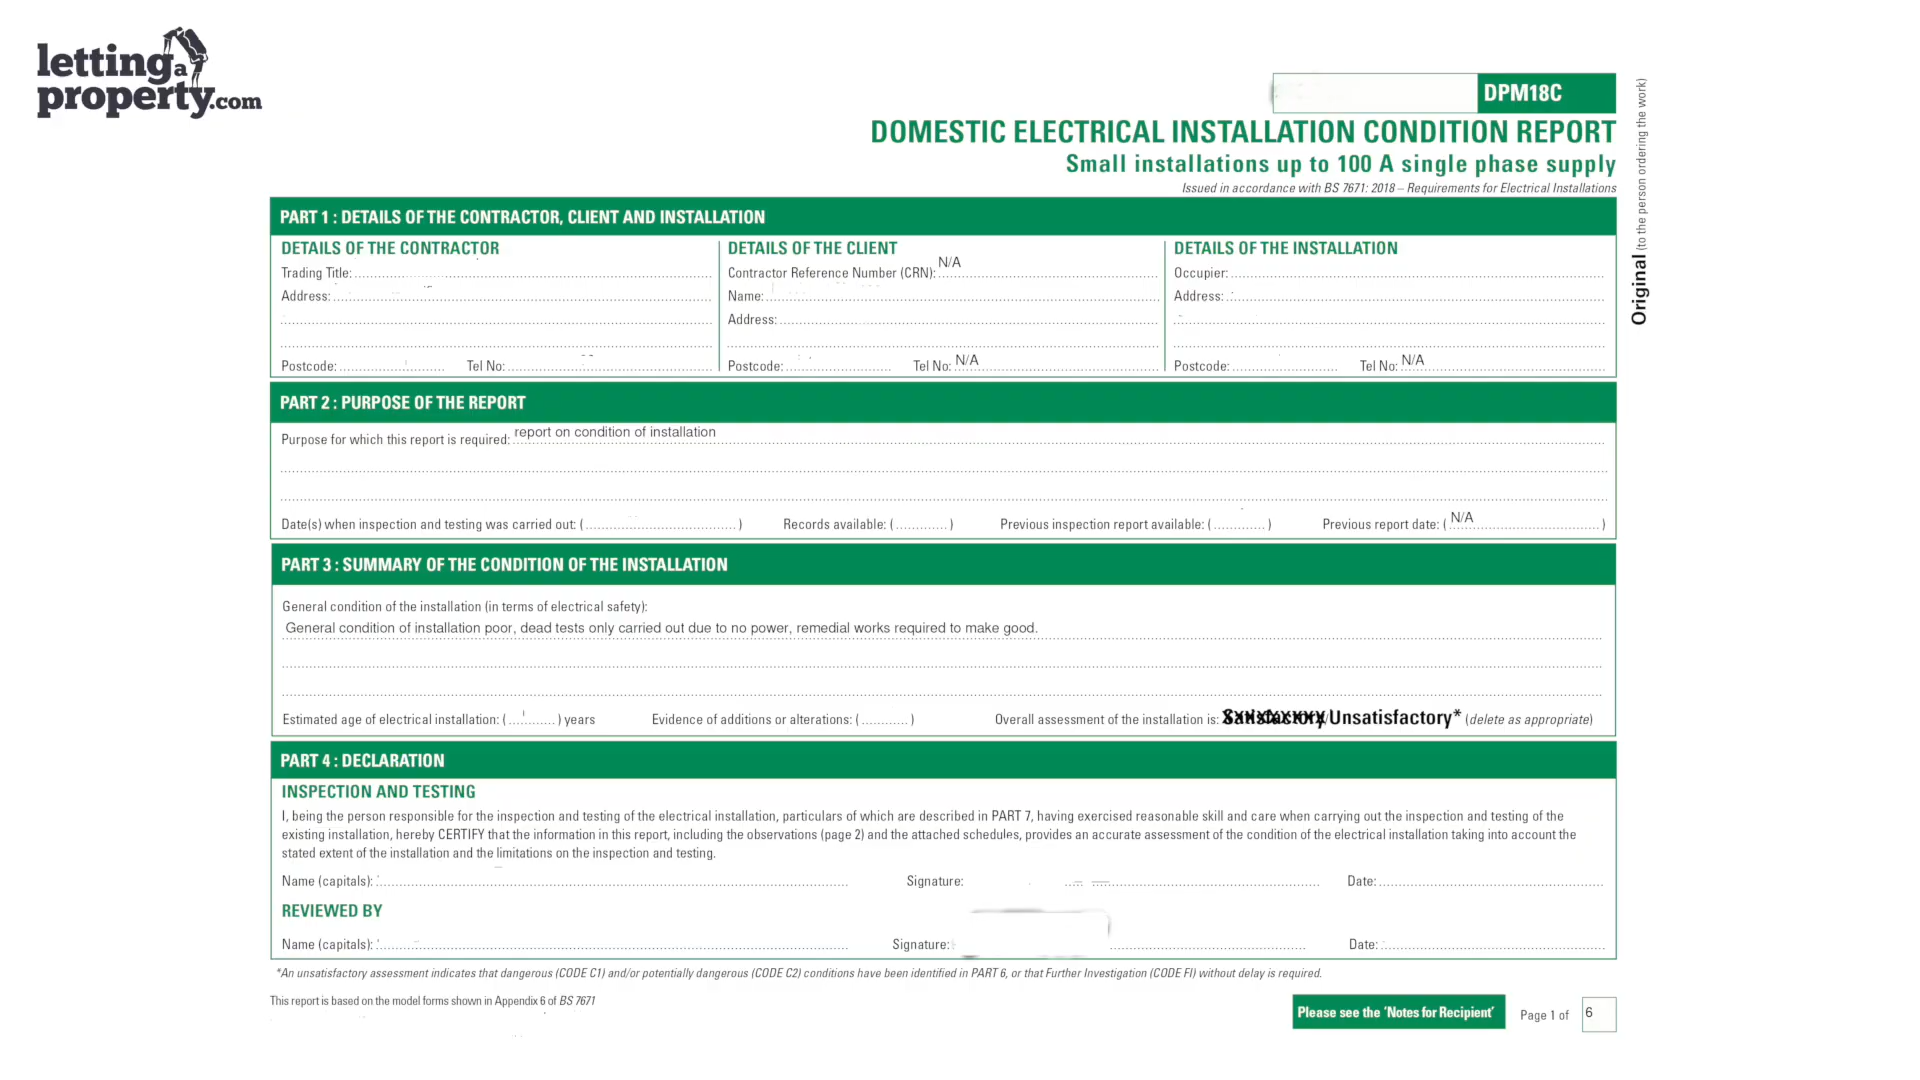 letting a
property.com
DPM18C
DOMESTIC ELECTRICAL INSTALLATION CONDITION REPORT
Small installations up to 100 A single phase supply
Issued in accordance with BS 7671: 2018 – Requirements for Electrical Installations
Original (to the person ordering the work)
PART 1 : DETAILS OF THE CONTRACTOR, CLIENT AND INSTALLATION
DETAILS OF THE CONTRACTOR
Trading Title:
Address:
Postcode: Tel No:
DETAILS OF THE CLIENT
Contractor Reference Number (CRN): N/A
Name:
Address:
Postcode: Tel No: N/A
DETAILS OF THE INSTALLATION
Occupier:
Address:
Postcode: Tel No: N/A
PART 2 : PURPOSE OF THE REPORT
Purpose for which this report is required: report on condition of installation
Date(s) when inspection and testing was carried out: ( ) Records available: ( ) Previous inspection report available: ( ) Previous report date: ( N/A )
PART 3 : SUMMARY OF THE CONDITION OF THE INSTALLATION
General condition of the installation (in terms of electrical safety):
General condition of installation poor, dead tests only carried out due to no power, remedial works required to make good.
Estimated age of electrical installation: ( ) years Evidence of additions or alterations: ( ) Overall assessment of the installation is: Satisfactory/Unsatisfactory* (delete as appropriate)
PART 4 : DECLARATION
INSPECTION AND TESTING
I, being the person responsible for the inspection and testing of the electrical installation, particulars of which are described in PART 7, having exercised reasonable skill and care when carrying out the inspection and testing of the
existing installation, hereby CERTIFY that the information in this report, including the observations (page 2) and the attached schedules, provides an accurate assessment of the condition of the electrical installation taking into account the
stated extent of the installation and the limitations on the inspection and testing.
Name (capitals): Signature: Date:
REVIEWED BY
Name (capitals): Signature: Date:
*An unsatisfactory assessment indicates that dangerous (CODE C1) and/or potentially dangerous (CODE C2) conditions have been identified in PART 6, or that Further Investigation (CODE FI) without delay is required.
This report is based on the model forms shown in Appendix 6 of BS 7671
Please see the 'Notes for Recipient'
Page 1 of 6